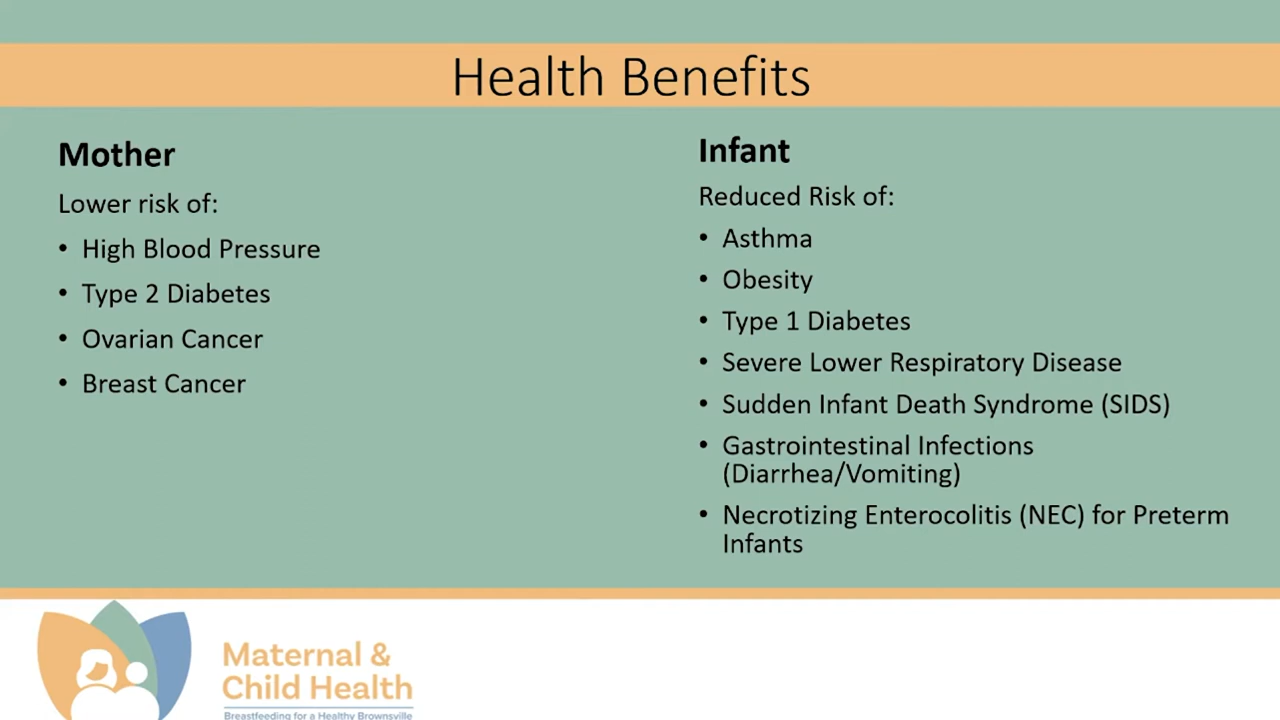 Health Benefits
Mother
Lower risk of:
• High Blood Pressure
• Type 2 Diabetes
• Ovarian Cancer
• Breast Cancer
Infant
Reduced Risk of:
• Asthma
• Obesity
• Type 1 Diabetes
• Severe Lower Respiratory Disease
• Sudden Infant Death Syndrome (SIDS)
• Gastrointestinal Infections
(Diarrhea/Vomiting)
• Necrotizing Enterocolitis (NEC) for Preterm
Infants
Maternal &
Child Health
Breastfeeding for a Healthy Brownsville